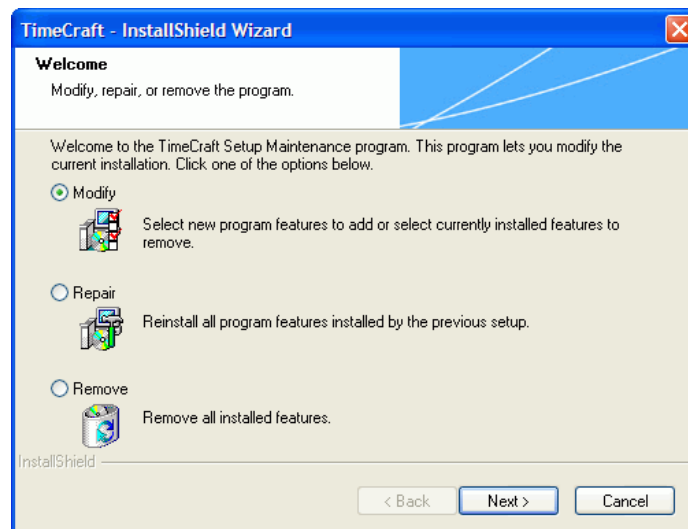 TimeCraft - InstallShield Wizard
Welcome
Modify, repair, or remove the program.
Welcome to the TimeCraft Setup Maintenance program. This program lets you modify the
current installation. Click one of the options below.
Modify
Select new program features to add or select currently installed features to
remove.
Repair
Reinstall all program features installed by the previous setup.
Remove
Remove all installed features.
InstallShield
< Back
Next >
Cancel